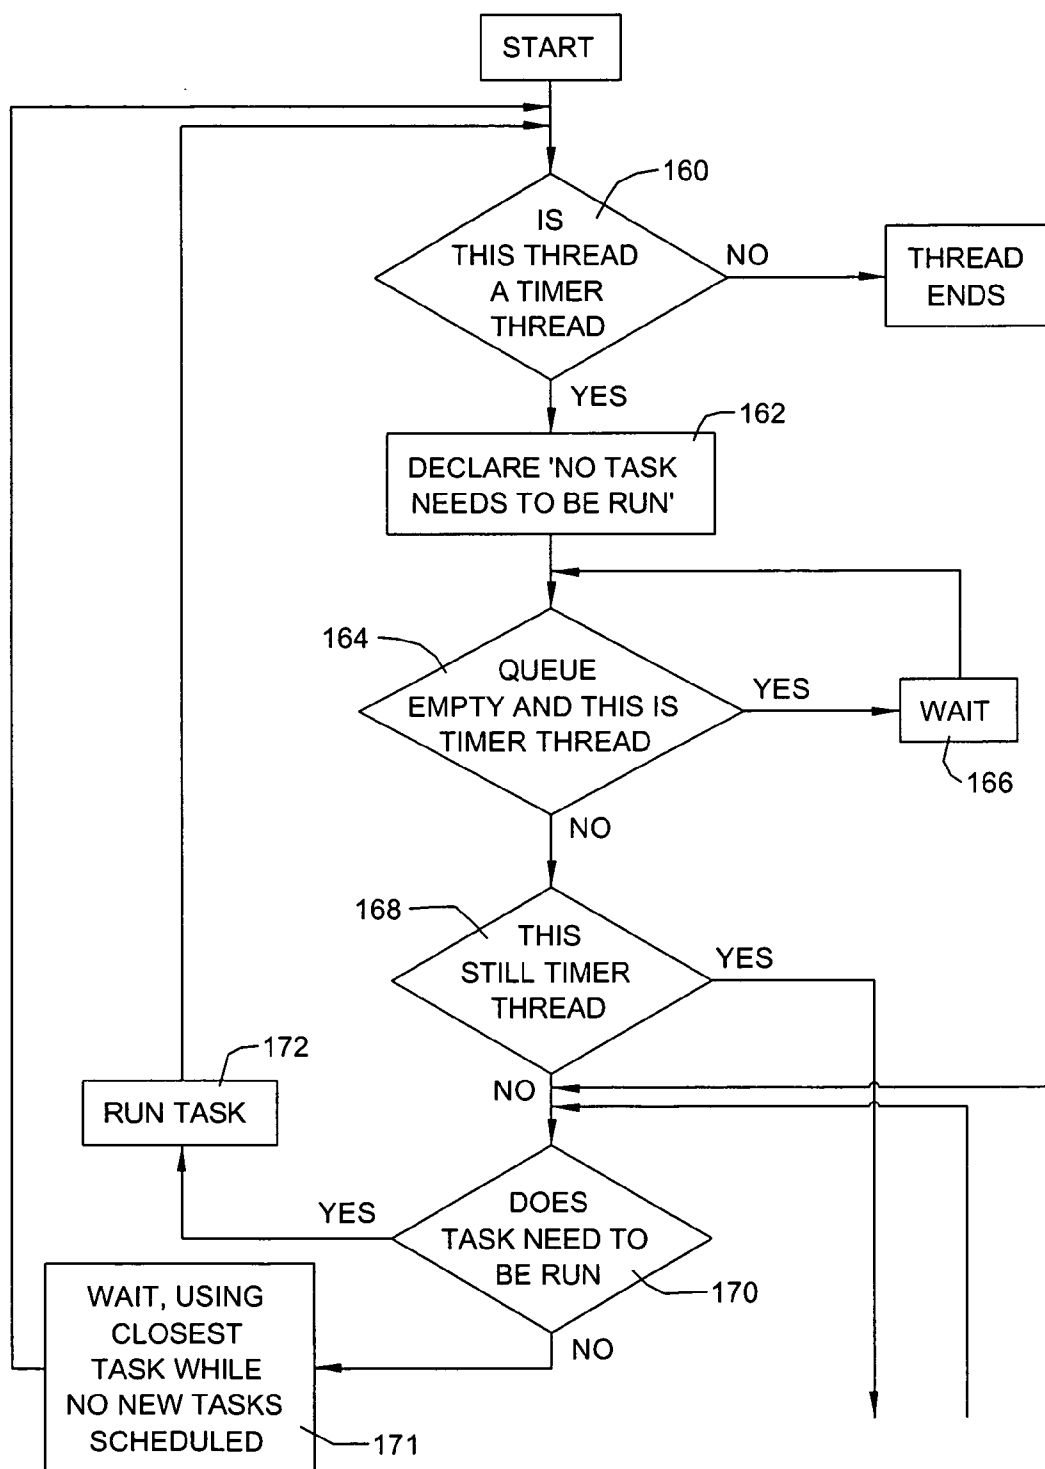 START
160
IS
THIS THREAD
A TIMER
THREAD
NO
THREAD
ENDS
YES
162
DECLARE 'NO TASK
NEEDS TO BE RUN'
164
QUEUE
EMPTY AND THIS IS
TIMER THREAD
YES
WAIT
166
NO
168
THIS
STILL TIMER
THREAD
YES
172
NO
RUN TASK
YES
DOES
TASK NEED TO
BE RUN
170
NO
WAIT, USING
CLOSEST
TASK WHILE
NO NEW TASKS
SCHEDULED
171